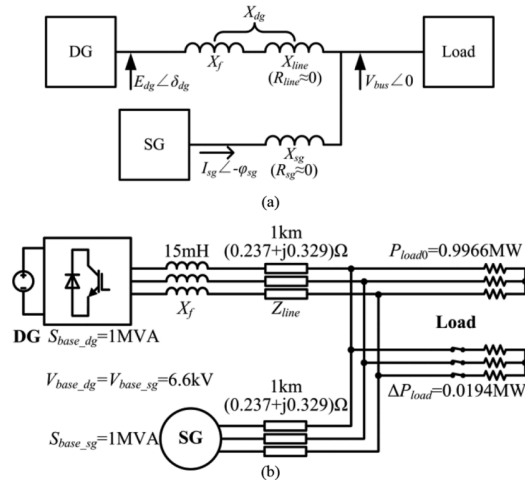 X_dg
DG
Load
X_f
X_line
(R_line≈0)
E_dg∠δ_dg
V_bus∠0
SG
X_sg
(R_sg≈0)
I_sg∠-φ_sg
(a)
1km
15mH
(0.237+j0.329)Ω
P_load0=0.9966MW
X_f
Z_line
Load
DG S_base_dg=1MVA
V_base_dg=V_base_sg=6.6kV
1km
(0.237+j0.329)Ω
ΔP_load=0.0194MW
S_base_sg=1MVA
SG
(b)